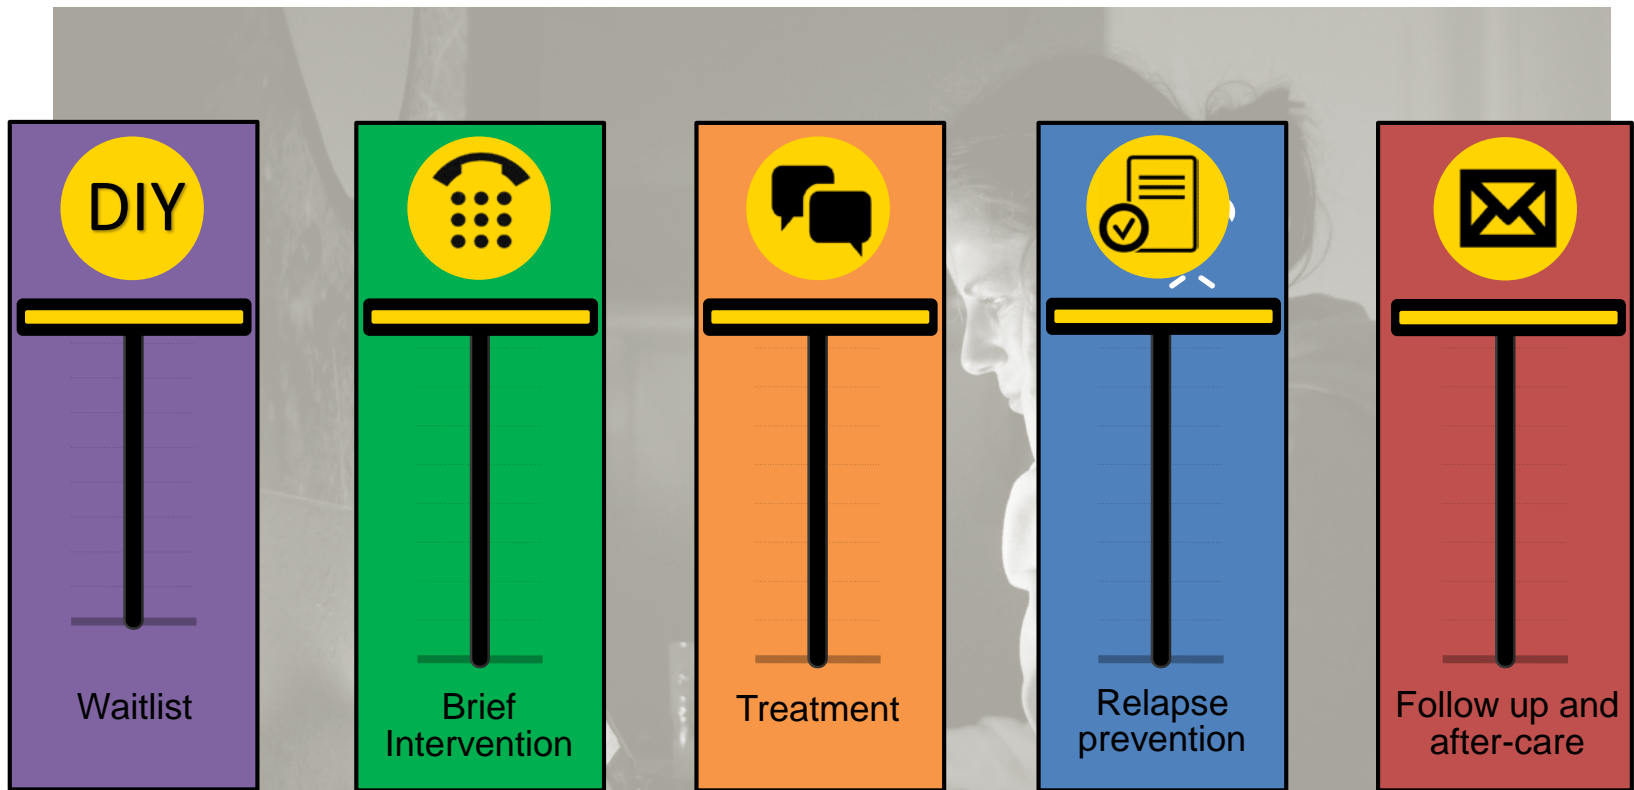 DIY
Waitlist
Brief
Intervention
Treatment
Relapse
prevention
Follow up and
after-care